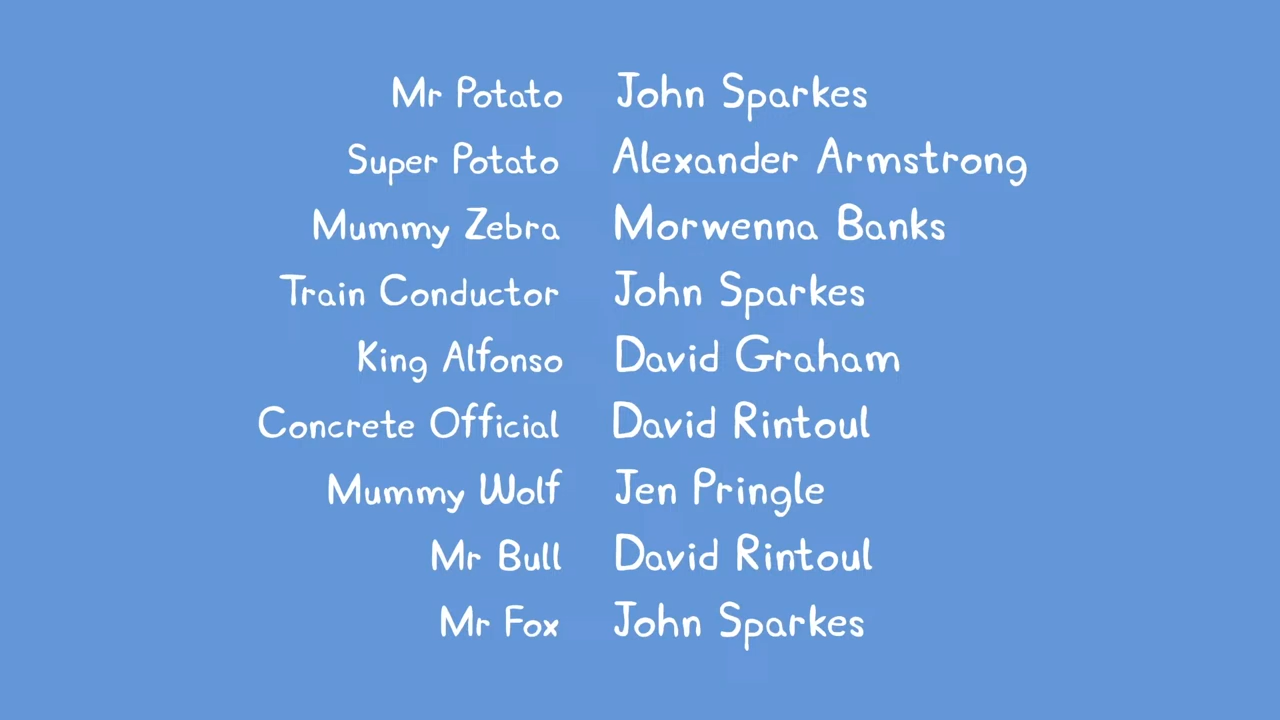 Mr Potato John Sparkes
Super Potato Alexander Armstrong
Mummy Zebra Morwenna Banks
Train Conductor John Sparkes
King Alfonso David Graham
Concrete Official David Rintoul
Mummy Wolf Jen Pringle
Mr Bull David Rintoul
Mr Fox John Sparkes